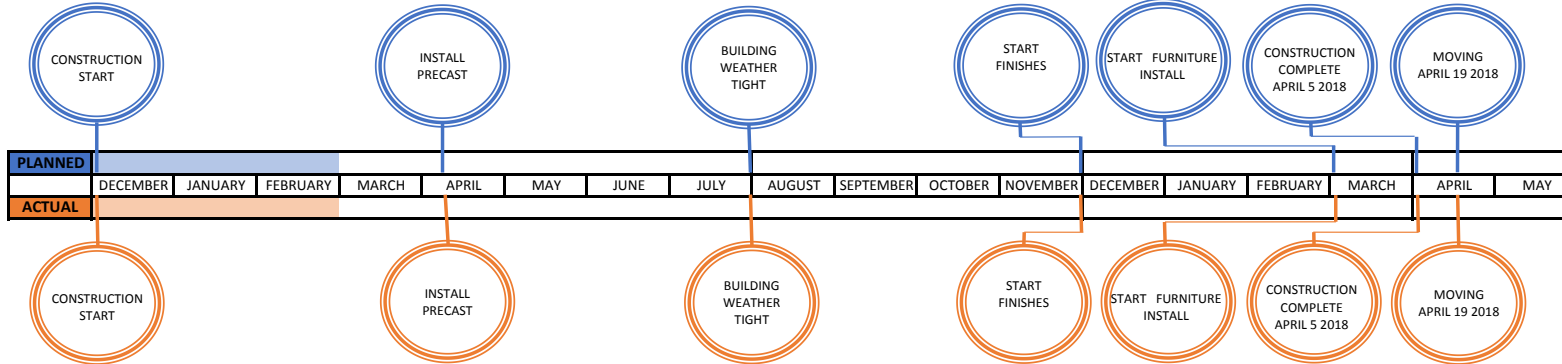 CONSTRUCTION
START
INSTALL
PRECAST
BUILDING
WEATHER
TIGHT
START
FINISHES
START FURNITURE
INSTALL
CONSTRUCTION
COMPLETE
APRIL 5 2018
MOVING
APRIL 19 2018
PLANNED
DECEMBER JANUARY FEBRUARY MARCH APRIL MAY JUNE JULY AUGUST SEPTEMBER OCTOBER NOVEMBER DECEMBER JANUARY FEBRUARY MARCH APRIL MAY
ACTUAL
CONSTRUCTION
START
INSTALL
PRECAST
BUILDING
WEATHER
TIGHT
START
FINISHES
START FURNITURE
INSTALL
CONSTRUCTION
COMPLETE
APRIL 5 2018
MOVING
APRIL 19 2018